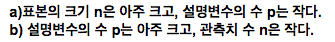 a)표본의 크기 n은 아주 크고, 설명변수의 수 p는 작다.
b) 설명변수의 수 p는 아주 크고, 관측치 수 n은 작다.